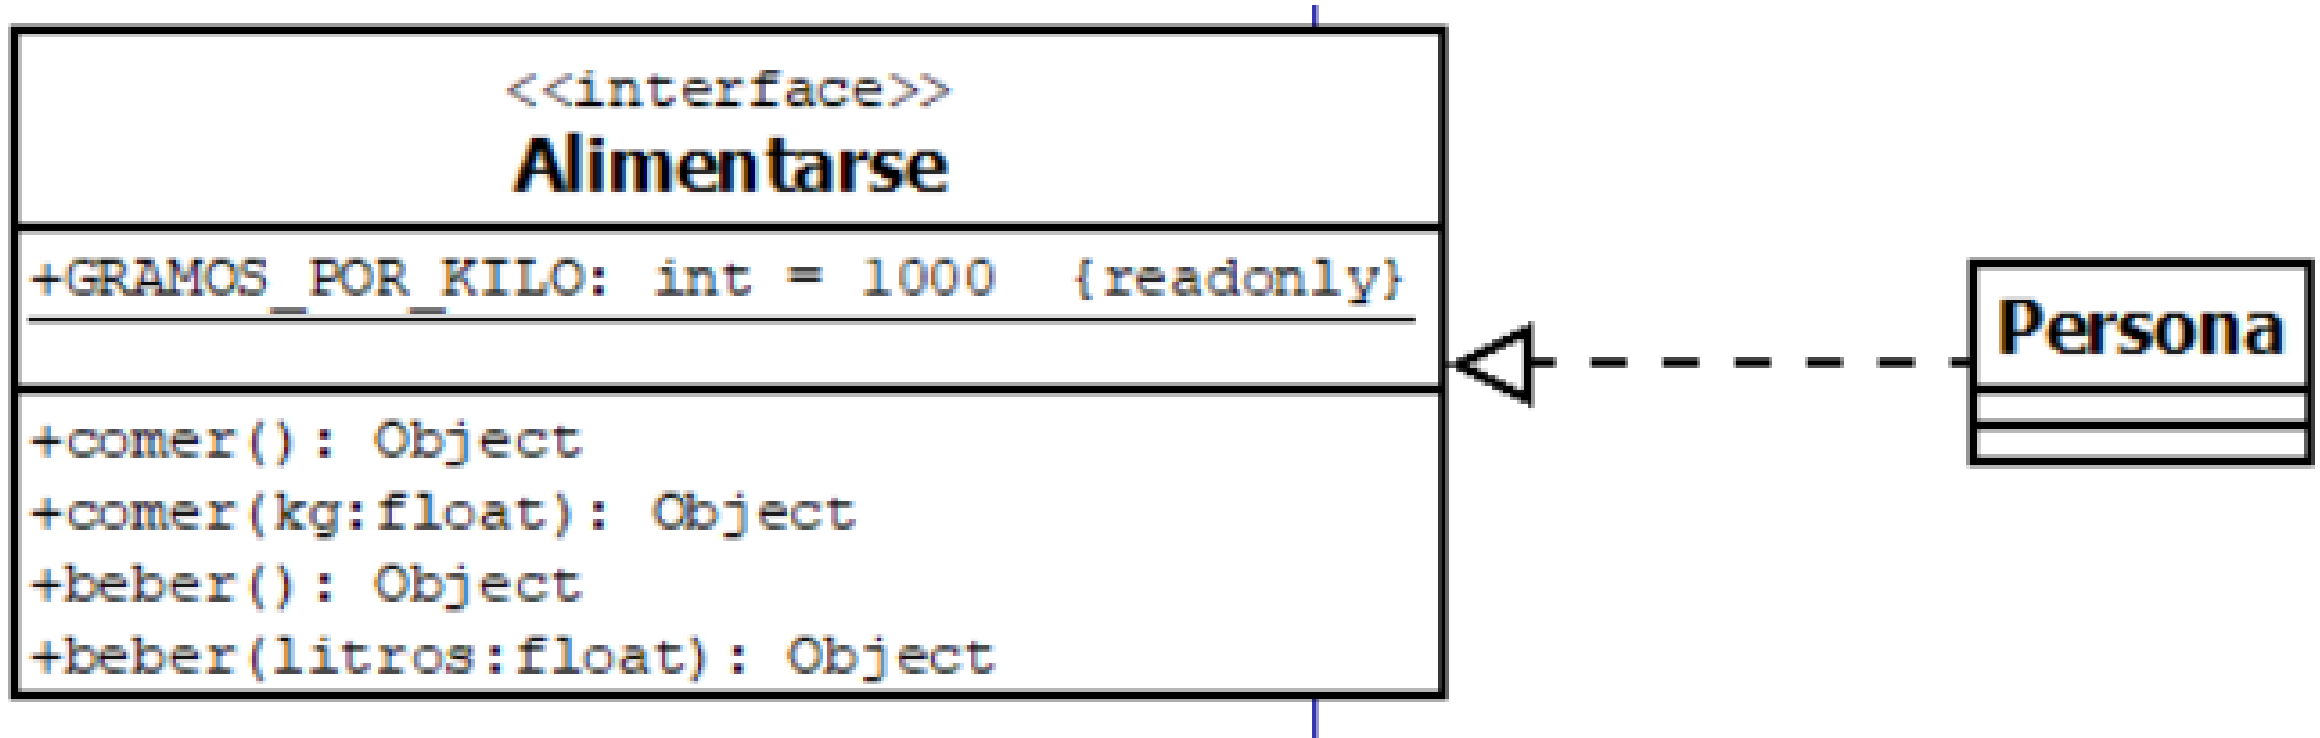 <<interface>>
Alimentarse
+GRAMOS_POR_KILO: int = 1000 {readonly}
+comer(): Object
+comer(kg:float): Object
+beber(): Object
+beber(litros:float): Object
Persona